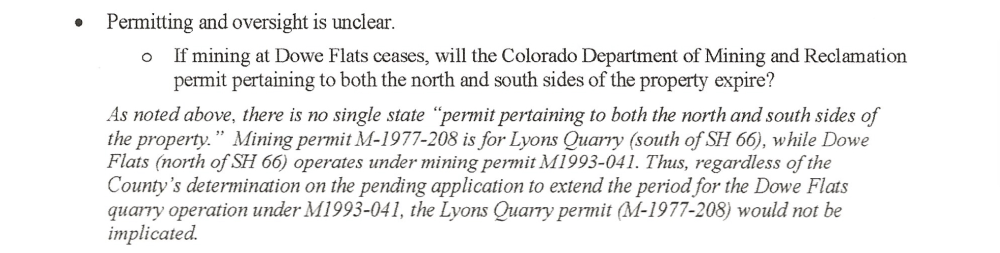 • Permitting and oversight is unclear.
o If mining at Dowe Flats ceases, will the Colorado Department of Mining and Reclamation
permit pertaining to both the north and south sides of the property expire?
As noted above, there is no single state “permit pertaining to both the north and south sides of
the property.” Mining permit M-1977-208 is for Lyons Quarry (south of SH 66), while Dowe
Flats (north of SH 66) operates under mining permit M1993-041. Thus, regardless of the
County’s determination on the pending application to extend the period for the Dowe Flats
quarry operation under M1993-041, the Lyons Quarry permit (M-1977-208) would not be
implicated.